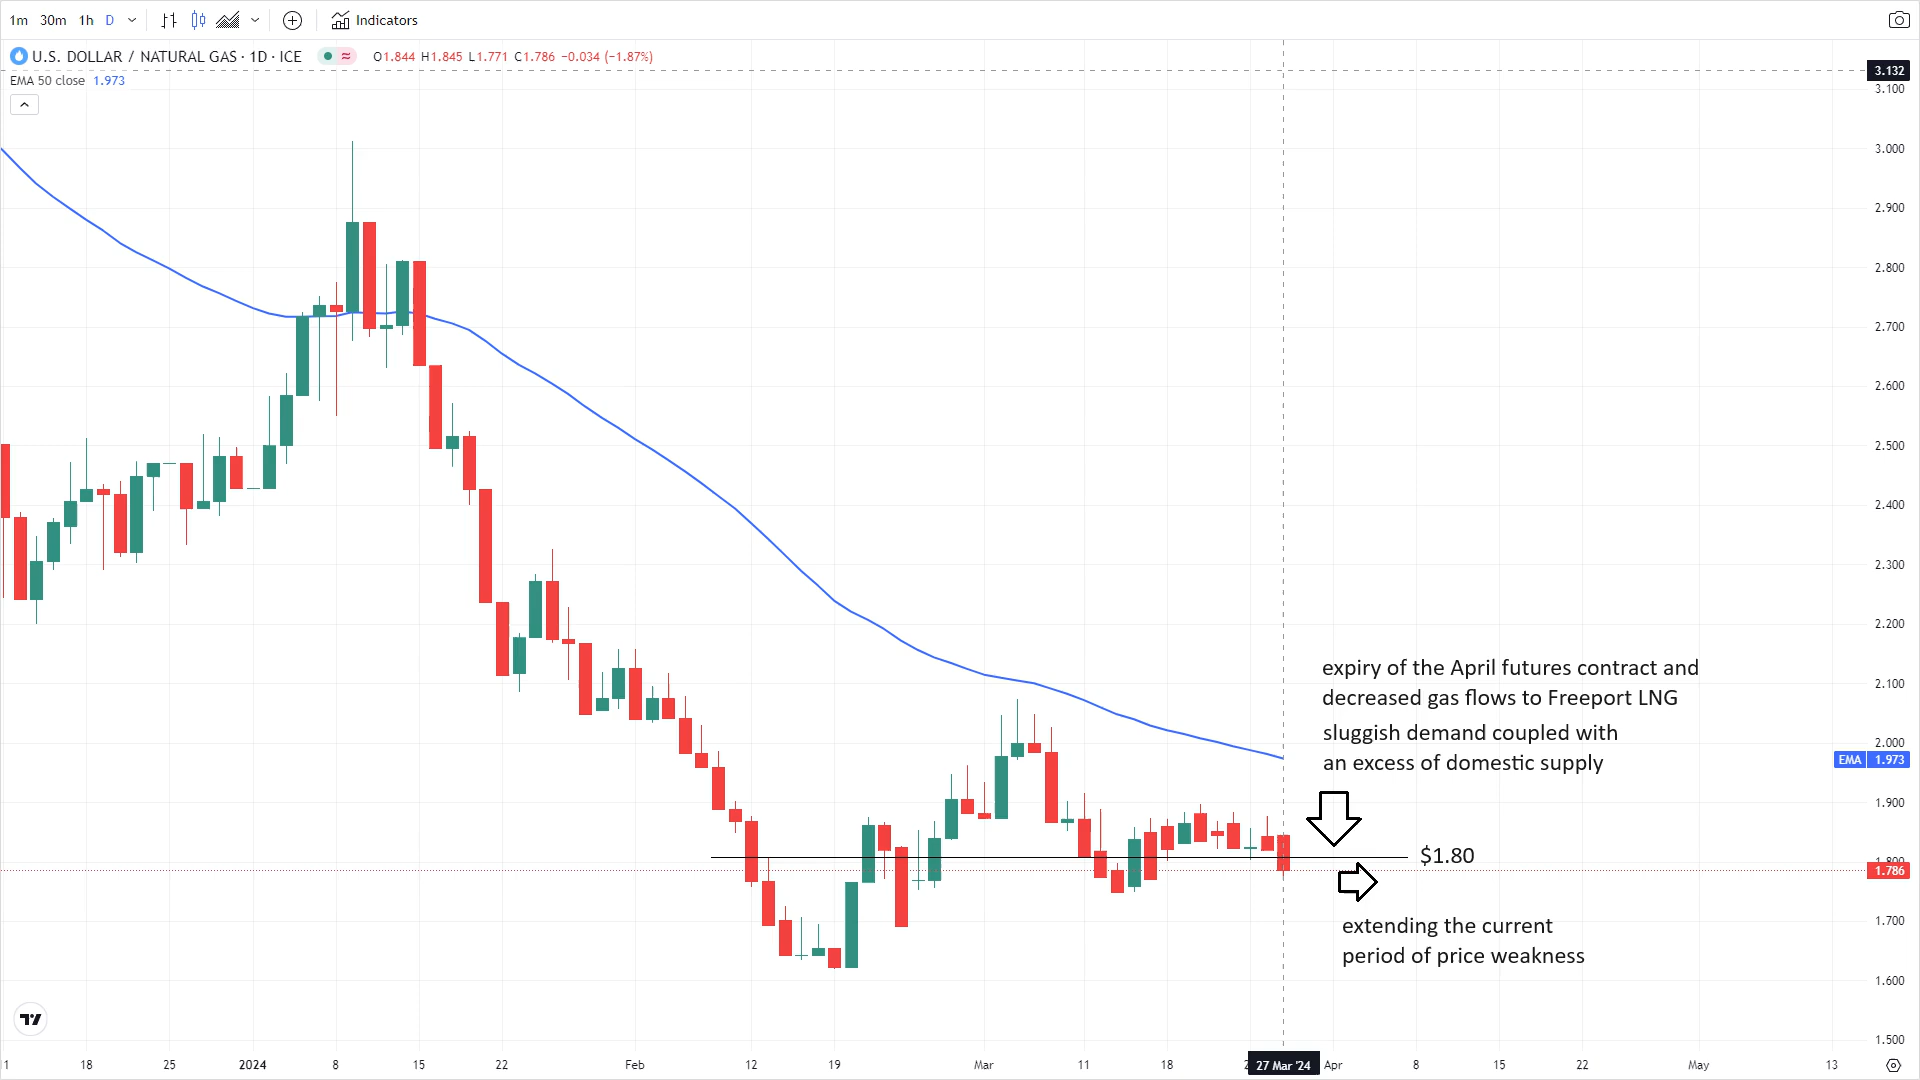 1m 30m 1h D Indicators
U.S. DOLLAR / NATURAL GAS · 1D · ICE O1.844 H1.845 L1.771 C1.786 −0.034 (−1.87%)
EMA 50 close 1.973
3.132
3.100
3.000
2.900
2.800
2.700
2.600
2.500
2.400
2.300
2.200
expiry of the April futures contract and
decreased gas flows to Freeport LNG
2.100
sluggish demand coupled with
2.000
an excess of domestic supply
EMA 1.973
1.900
$1.80
1.800
1.786
1.700
extending the current
period of price weakness
1.600
1.500
11 18 25 2024 8 15 22 Feb 12 19 Mar 11 18 27 Mar '24 Apr 8 15 22 May 13